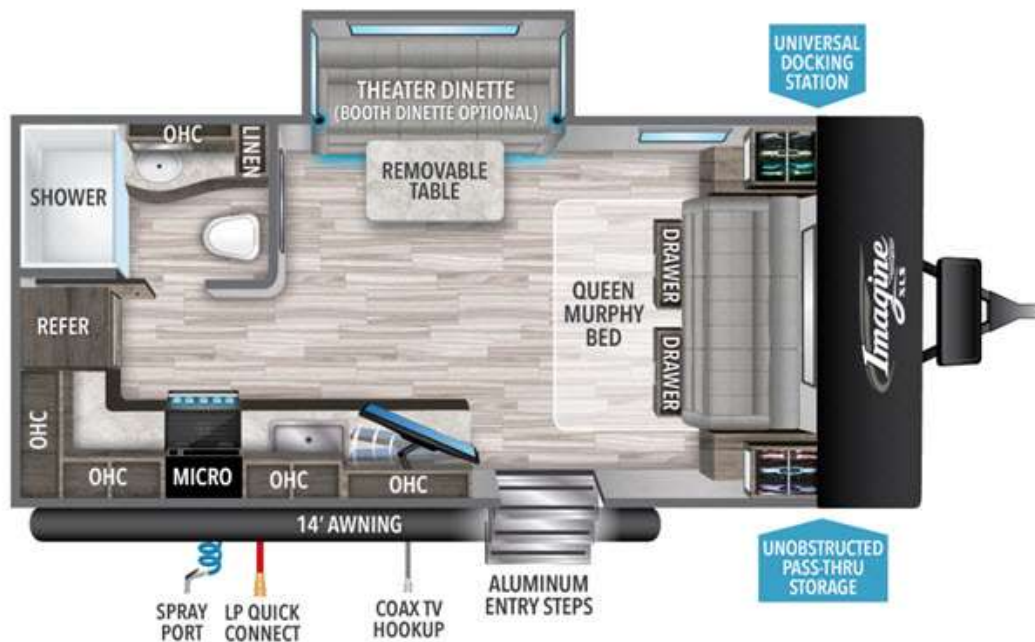 UNIVERSAL
DOCKING
STATION
THEATER DINETTE
(BOOTH DINETTE OPTIONAL)
OHC
LINEN
SHOWER
REMOVABLE
TABLE
DRAWER
QUEEN
MURPHY
BED
DRAWER
Imagine
XLS
REFER
OHC
OHC
MICRO
OHC
OHC
14' AWNING
SPRAY
PORT
LP QUICK
CONNECT
COAX TV
HOOKUP
ALUMINUM
ENTRY STEPS
UNOBSTRUCTED
PASS-THRU
STORAGE